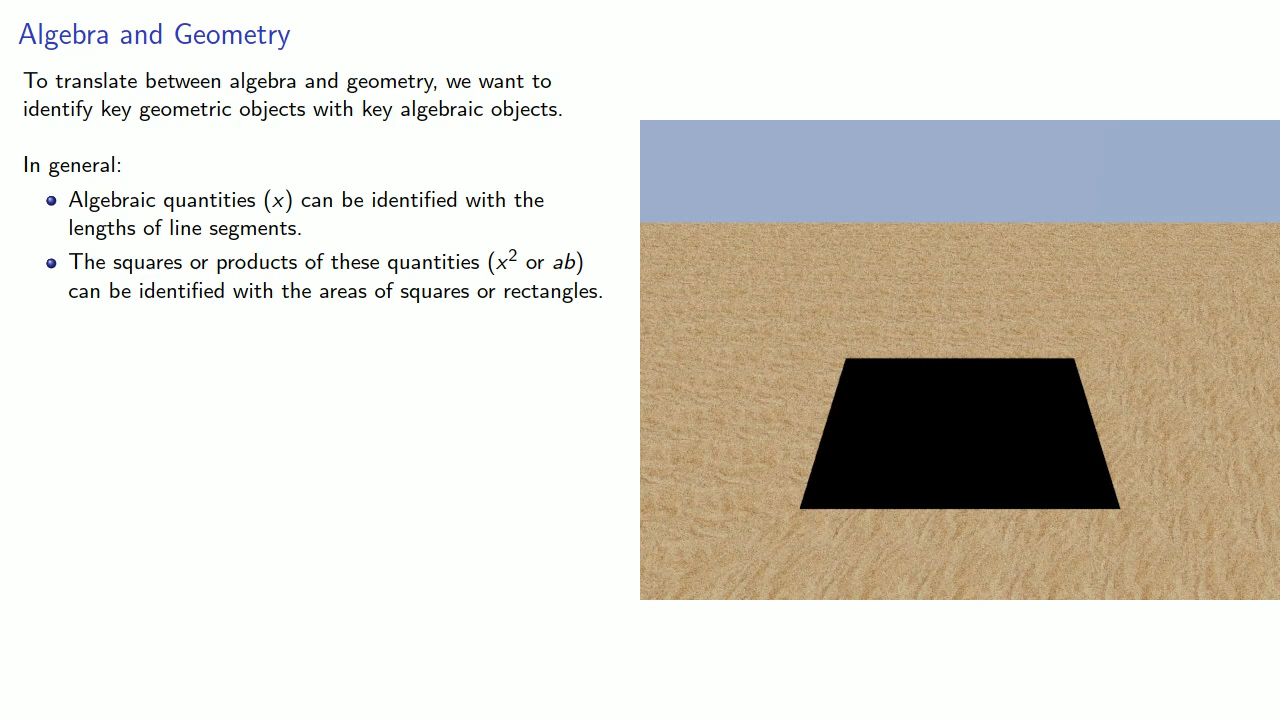 Algebra and Geometry
To translate between algebra and geometry, we want to
identify key geometric objects with key algebraic objects.
In general:
Algebraic quantities (x) can be identified with the
lengths of line segments.
The squares or products of these quantities (x² or ab)
can be identified with the areas of squares or rectangles.